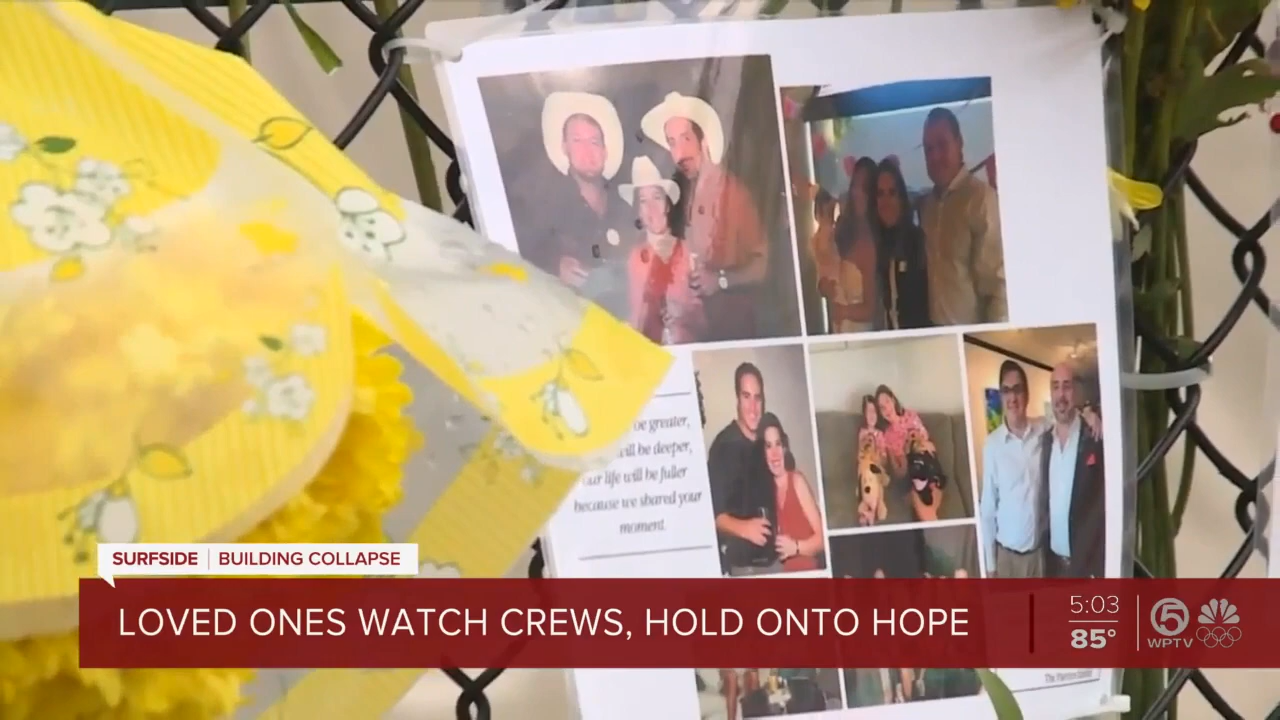 be greater,
will be deeper,
our life will be fuller
because we shared your
moment.
SURFSIDE | BUILDING COLLAPSE
LOVED ONES WATCH CREWS, HOLD ONTO HOPE
5:03
85°
5
WPTV